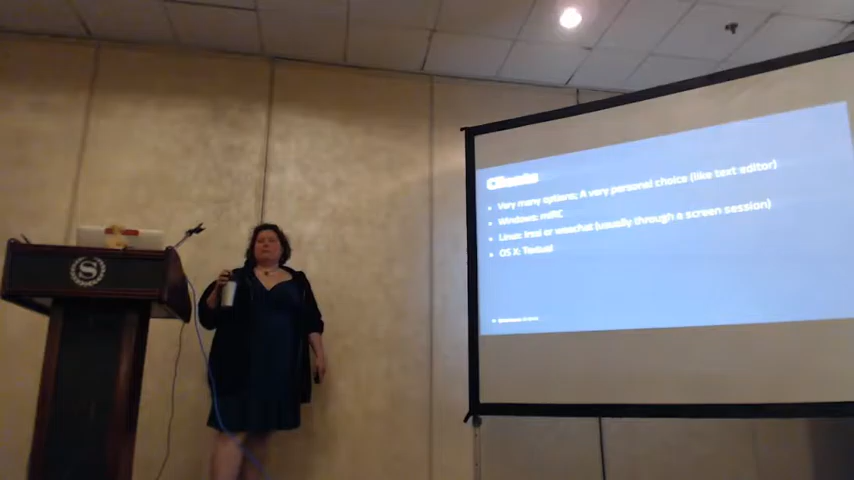 Clients
Very many options; A very personal choice (like text editor)
Windows: mIRC
Linux: Irssi or weechat (usually through a screen session)
OS X: Textual
S